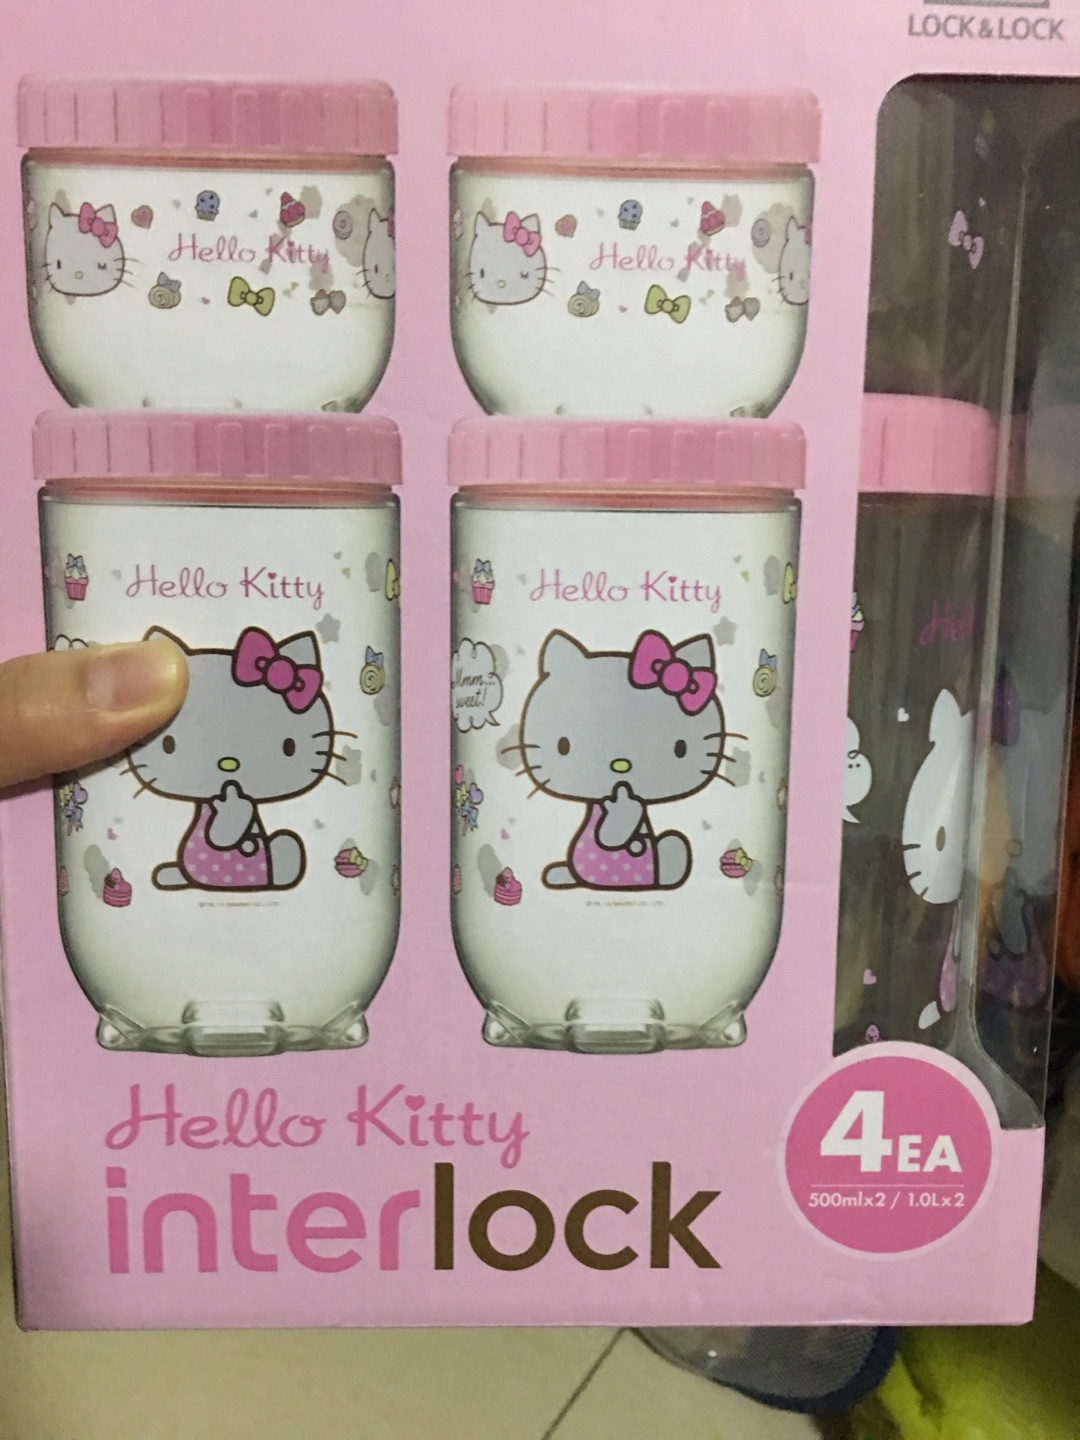 LOCK&LOCK
Hello Kitty
Hello Kitty
Hello Kitty
Hello Kitty
Mmm...
sweet!
Hell
Hello Kitty
interlock
4EA
500mlx2 / 1.0Lx2